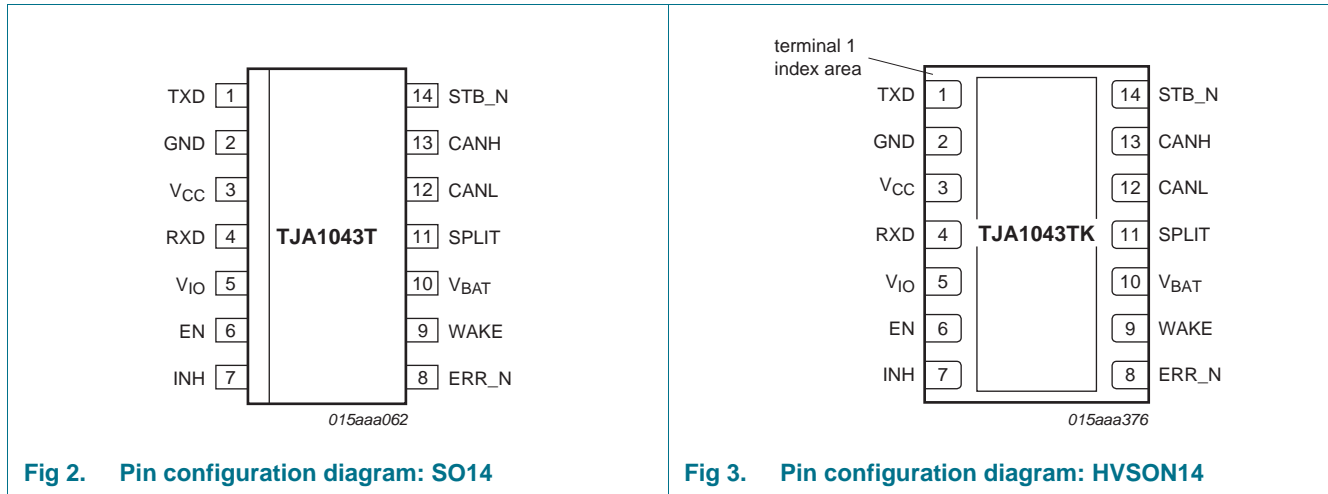 TXD 1 14 STB_N
GND 2 13 CANH
VCC 3 12 CANL
RXD 4 TJA1043T 11 SPLIT
VIO 5 10 VBAT
EN 6 9 WAKE
INH 7 8 ERR_N
015aaa062
Fig 2. Pin configuration diagram: SO14
terminal 1
index area
TXD 1 14 STB_N
GND 2 13 CANH
VCC 3 12 CANL
RXD 4 TJA1043TK 11 SPLIT
VIO 5 10 VBAT
EN 6 9 WAKE
INH 7 8 ERR_N
015aaa376
Fig 3. Pin configuration diagram: HVSON14